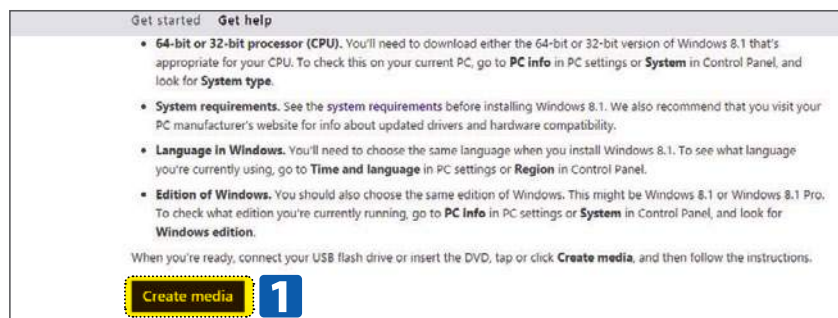 Get started Get help
• 64-bit or 32-bit processor (CPU). You'll need to download either the 64-bit or 32-bit version of Windows 8.1 that's
appropriate for your CPU. To check this on your current PC, go to PC info in PC settings or System in Control Panel, and
look for System type.
• System requirements. See the system requirements before installing Windows 8.1. We also recommend that you visit your
PC manufacturer's website for info about updated drivers and hardware compatibility.
• Language in Windows. You'll need to choose the same language when you install Windows 8.1. To see what language
you're currently using, go to Time and language in PC settings or Region in Control Panel.
• Edition of Windows. You should also choose the same edition of Windows. This might be Windows 8.1 or Windows 8.1 Pro.
To check what edition you're currently running, go to PC info in PC settings or System in Control Panel, and look for
Windows edition.
When you're ready, connect your USB flash drive or insert the DVD, tap or click Create media, and then follow the instructions.
Create media 1